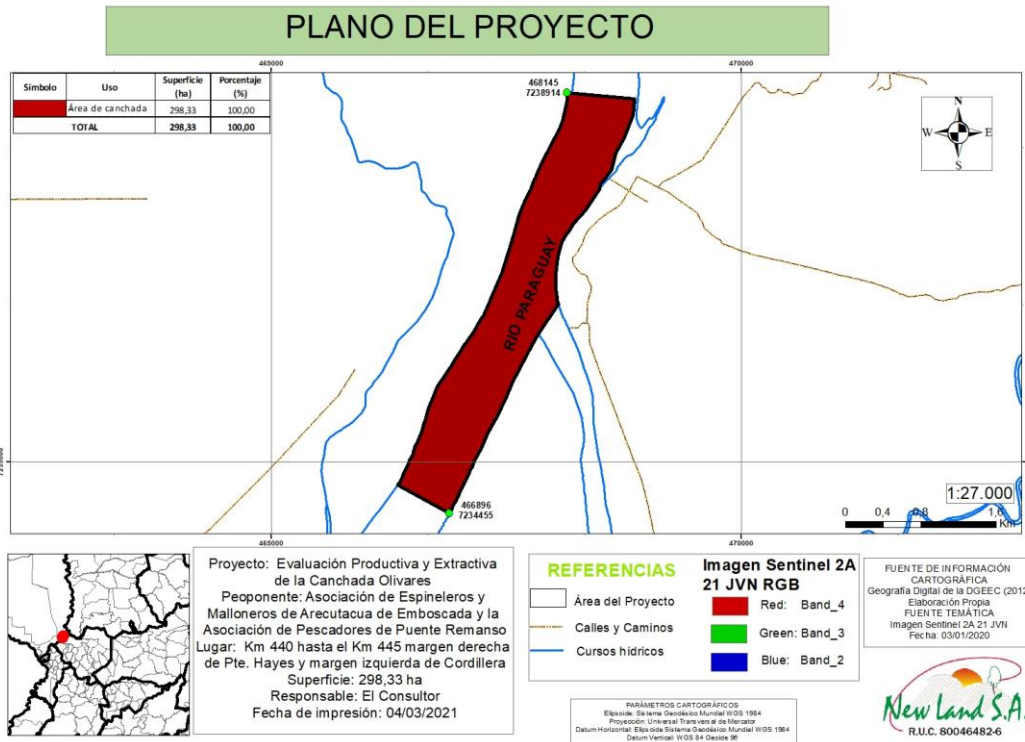 PLANO DEL PROYECTO
465000
470000
Símbolo Uso Superficie (ha) Porcentaje (%)
Área de canchada 298,33 100,00
TOTAL 298,33 100,00
468145
7238914
N
W E
S
RIO PARAGUAY
466896
7234455
1:27.000
0 0,4 0,8 1,6
Km
465000
470000
Proyecto: Evaluación Productiva y Extractiva
de la Canchada Olivares
Peoponente: Asociación de Espineleros y
Malloneros de Arecutacua de Emboscada y la
Asociación de Pescadores de Puente Remanso
Lugar: Km 440 hasta el Km 445 margen derecha
de Pte. Hayes y margen izquierda de Cordillera
Superficie: 298,33 ha
Responsable: El Consultor
Fecha de impresión: 04/03/2021
REFERENCIAS
Área del Proyecto
Calles y Caminos
Cursos hídricos
Imagen Sentinel 2A
21 JVN RGB
Red: Band_4
Green: Band_3
Blue: Band_2
FUENTE DE INFORMACIÓN
CARTOGRÁFICA
Geografía Digital de la DGEEC (2012
Elaboración Propia
FUENTE TEMÁTICA
Imagen Sentinel 2A 21 JVN
Fecha: 03/01/2020
PARÁMETROS CARTOGRÁFICOS
Elipsoide: Sistema Geodésico Mundial WGS 1984
Proyección: Universal Transversal de Mercator
Datum Horizontal: Elipsoide Sistema Geodésico Mundial WGS 1984
Datum Vertical: WGS 84 Geoide 96
New Land S.A.
R.U.C. 80046482-6